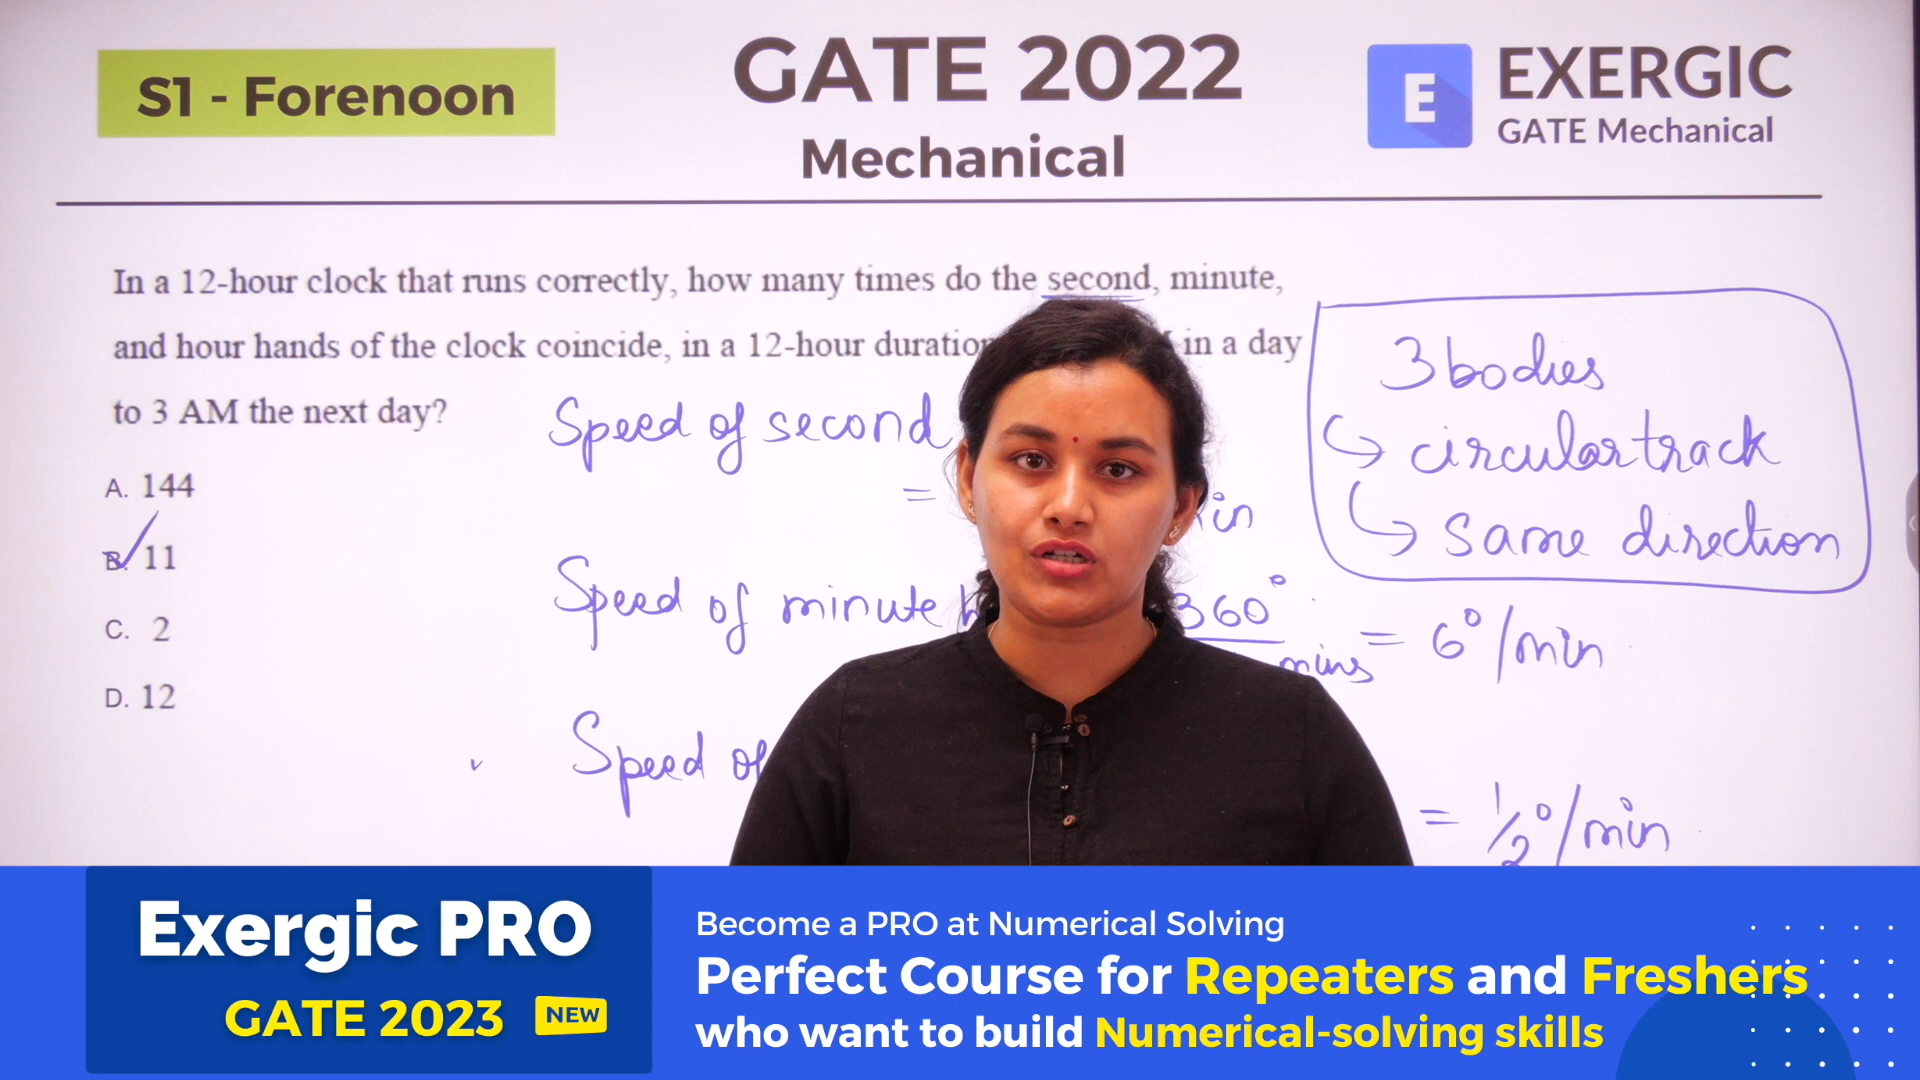 S1 - Forenoon
GATE 2022
Mechanical
E
EXERGIC
GATE Mechanical
In a 12-hour clock that runs correctly, how many times do the second, minute,
and hour hands of the clock coincide, in a 12-hour duration in a day
to 3 AM the next day?
A. 144
B. 11
C. 2
D. 12
Speed of second
=
Speed of minute 360°
mins = 6°/min
Speed of
= 1/2°/min
3 bodies
↳ circular track
↳ same direction
Exergic PRO
GATE 2023 NEW
Become a PRO at Numerical Solving
Perfect Course for Repeaters and Freshers
who want to build Numerical-solving skills